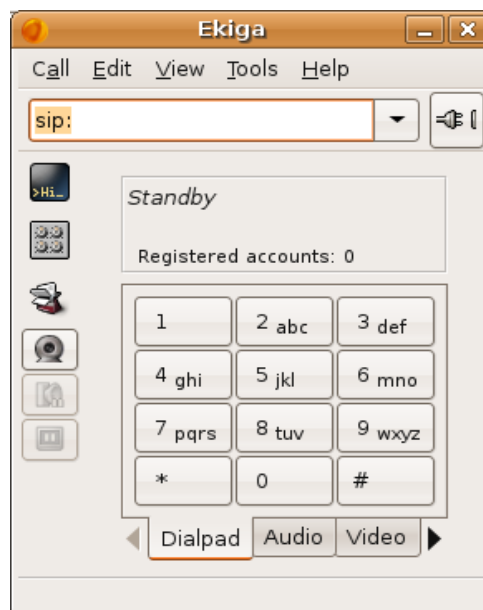 Ekiga
Call Edit View Tools Help
sip:
>Hi_
Standby
Registered accounts: 0
1 2 abc 3 def
4 ghi 5 jkl 6 mno
7 pqrs 8 tuv 9 wxyz
* 0 #
Dialpad Audio Video